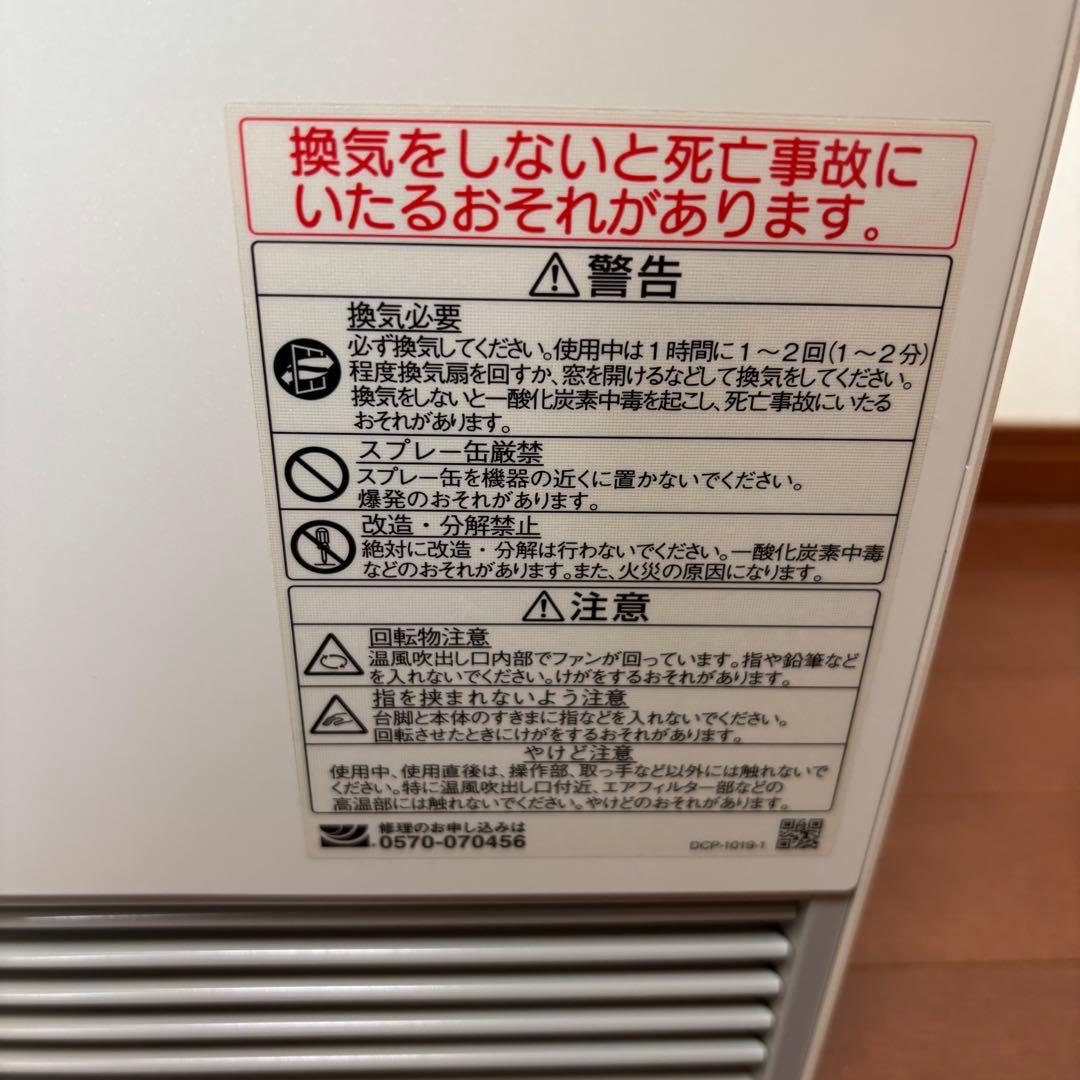 換気をしないと死亡事故に
いたるおそれがあります。
警告
換気必要
必ず換気してください。使用中は1時間に1～2回(1～2分)
程度換気扇を回すか、窓を開けるなどして換気をしてください。
換気をしないと一酸化炭素中毒を起こし、死亡事故にいたる
おそれがあります。
スプレー缶厳禁
スプレー缶を機器の近くに置かないでください。
爆発のおそれがあります。
改造・分解禁止
絶対に改造・分解は行わないでください。一酸化炭素中毒
などのおそれがあります。また、火災の原因になります。
注意
回転物注意
温風吹出し口内部でファンが回っています。指や鉛筆など
を入れないでください。けがをするおそれがあります。
指を挟まれないよう注意
台脚と本体のすきまに指などを入れないでください。
回転させたときにけがをするおそれがあります。
やけど注意
使用中、使用直後は、操作部、取っ手など以外には触れないで
ください。特に温風吹出し口付近、エアフィルター部などの
高温部には触れないでください。やけどのおそれがあります。
修理のお申し込みは
0570-070456
DCP-1019-1